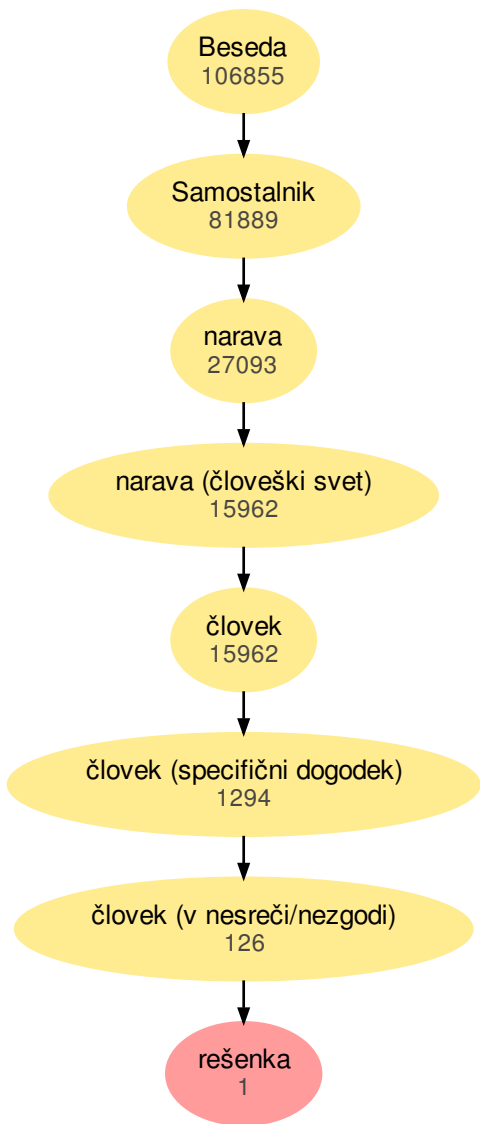 Beseda
106855
Samostalnik
81889
narava
27093
narava (človeški svet)
15962
človek
15962
človek (specifični dogodek)
1294
človek (v nesreči/nezgodi)
126
rešenka
1